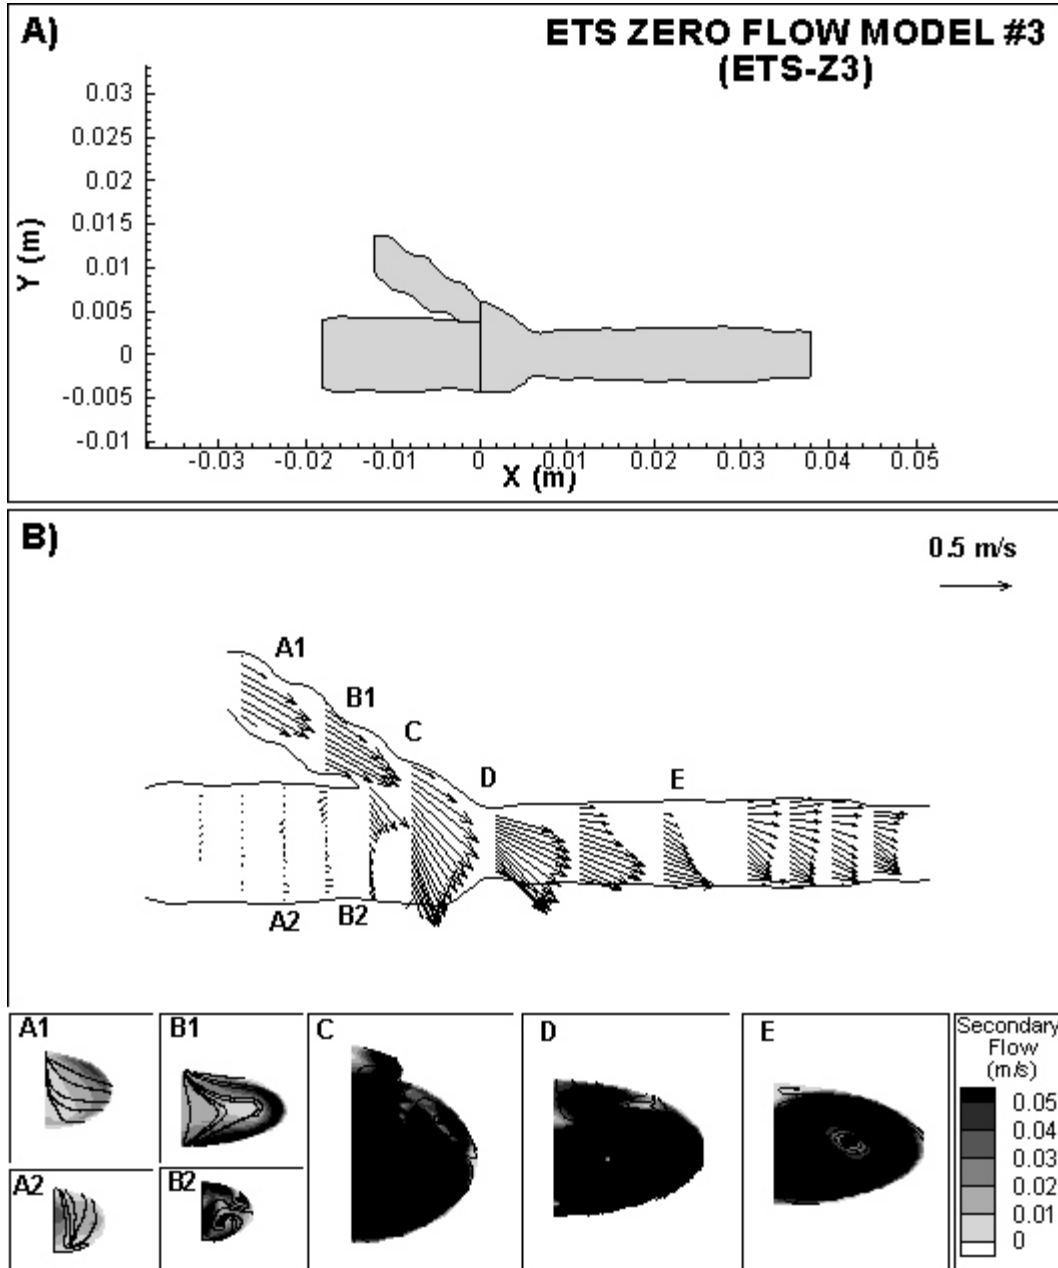 A)
ETS ZERO FLOW MODEL #3
(ETS-Z3)
0.03
0.025
0.02
0.015
0.01
0.005
0
-0.005
-0.01
Y (m)
-0.03 -0.02 -0.01 0 0.01 0.02 0.03 0.04 0.05
X (m)
B)
0.5 m/s
A1
B1
C
D
E
A2
B2
A1
B1
C
D
E
A2
B2
Secondary
Flow
(m/s)
0.05
0.04
0.03
0.02
0.01
0